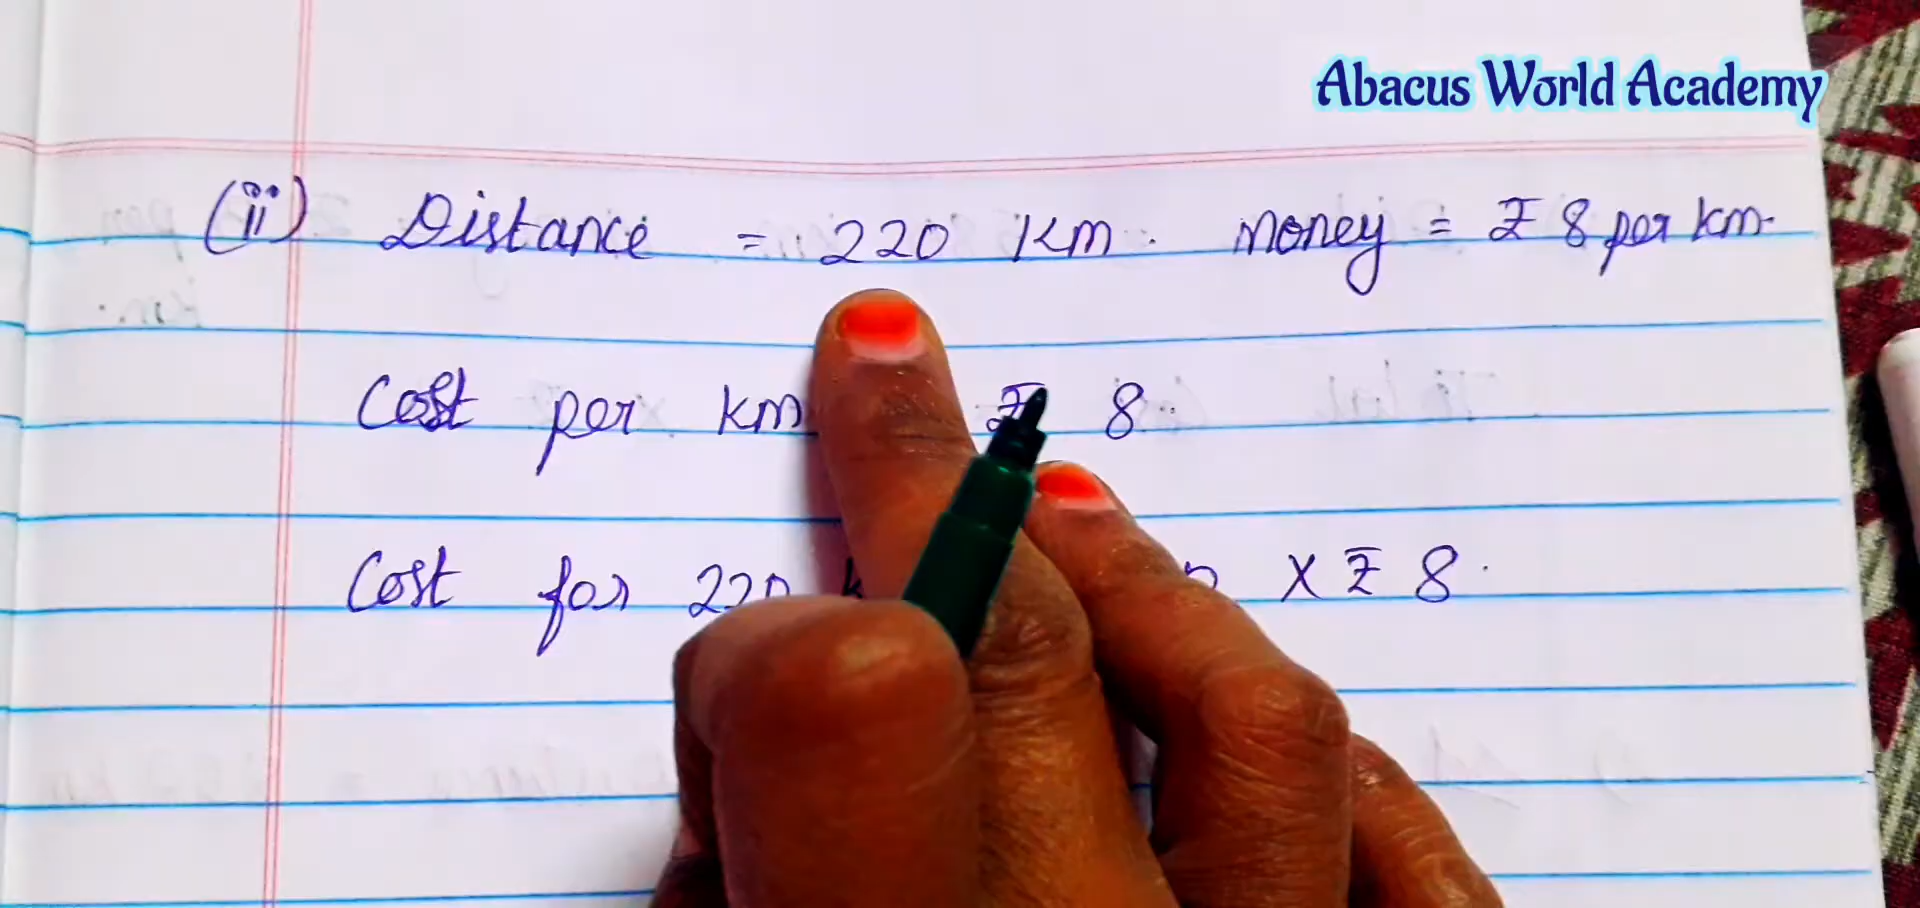 Abacus World Academy
(ii) Distance = 220 Km. Money = ₹ 8 per km.
Cost per km ₹ 8
Cost for 220 × ₹ 8.